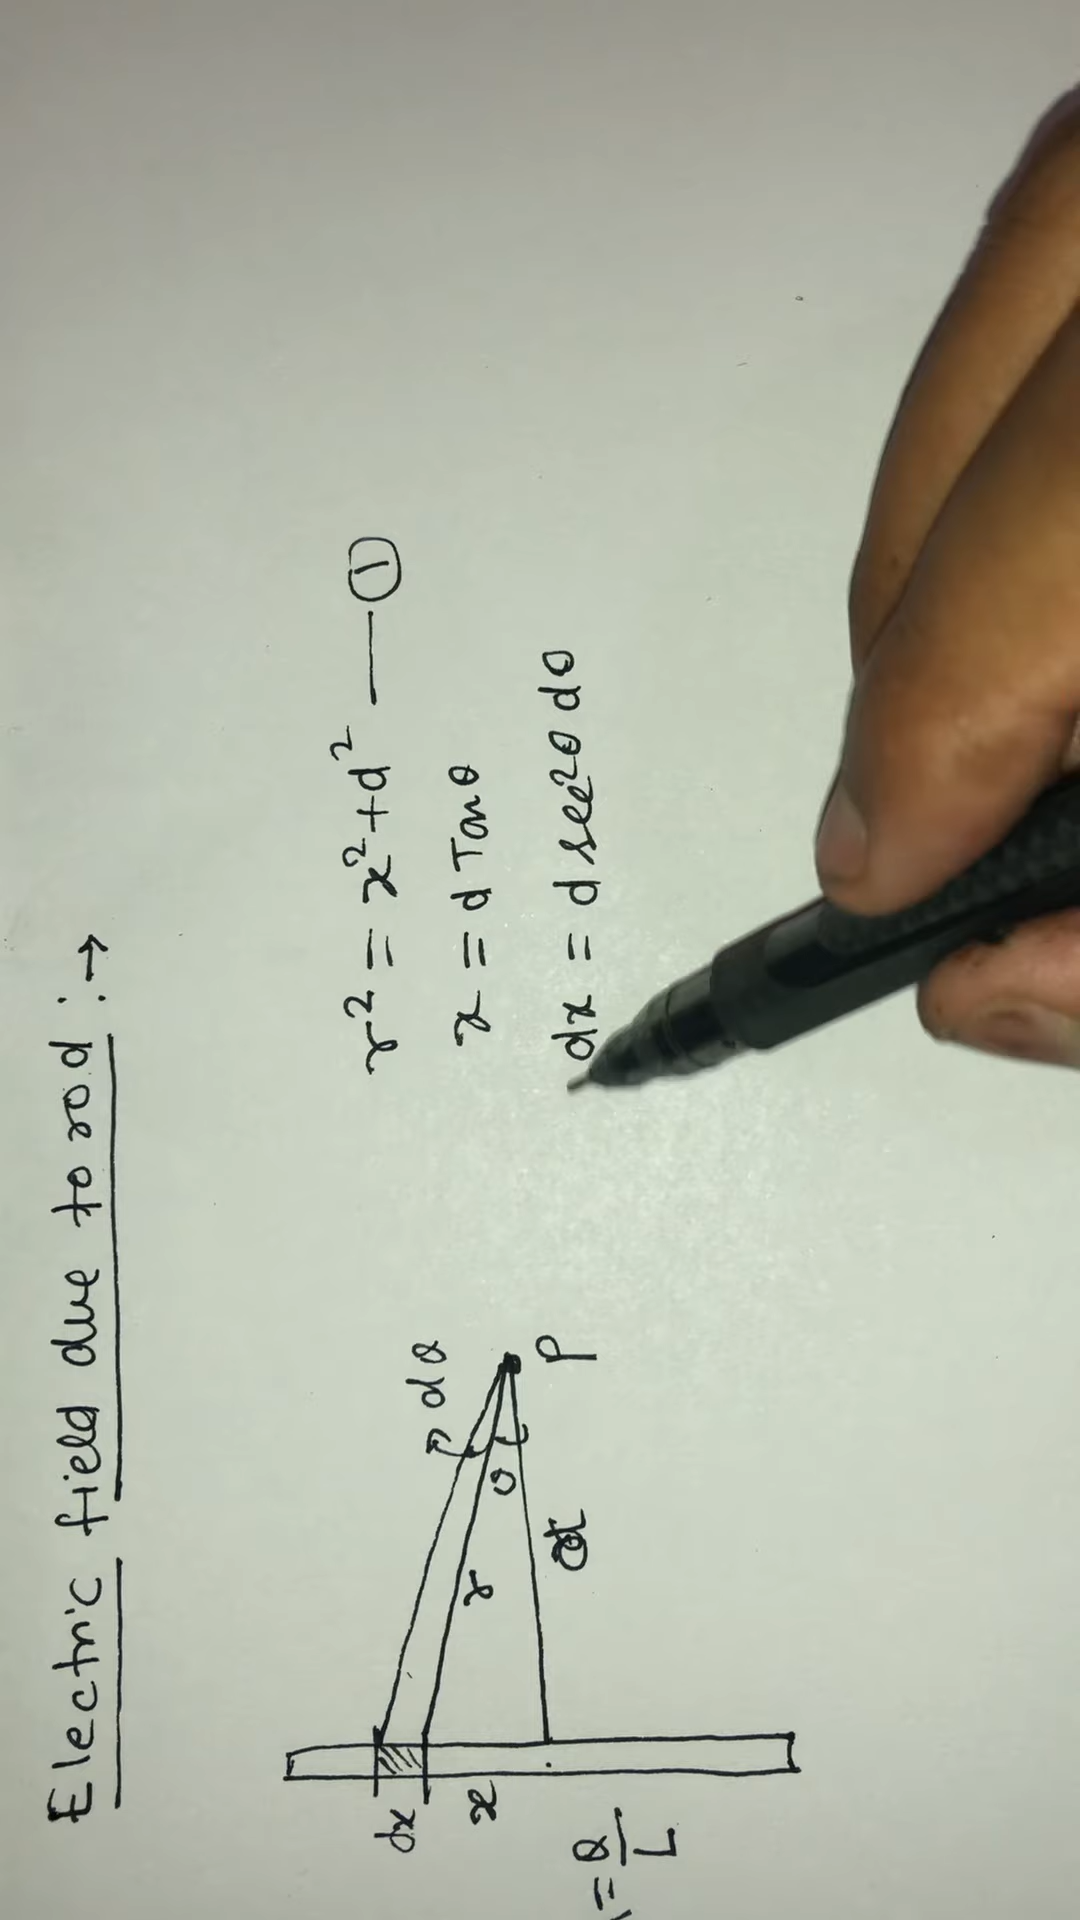 Electric field due to rod :→
r² = x² + d² —— ①
x = d Tanθ
dx = d sec²θ dθ
dx
x
r
θ
dθ
d
P
= Q/L